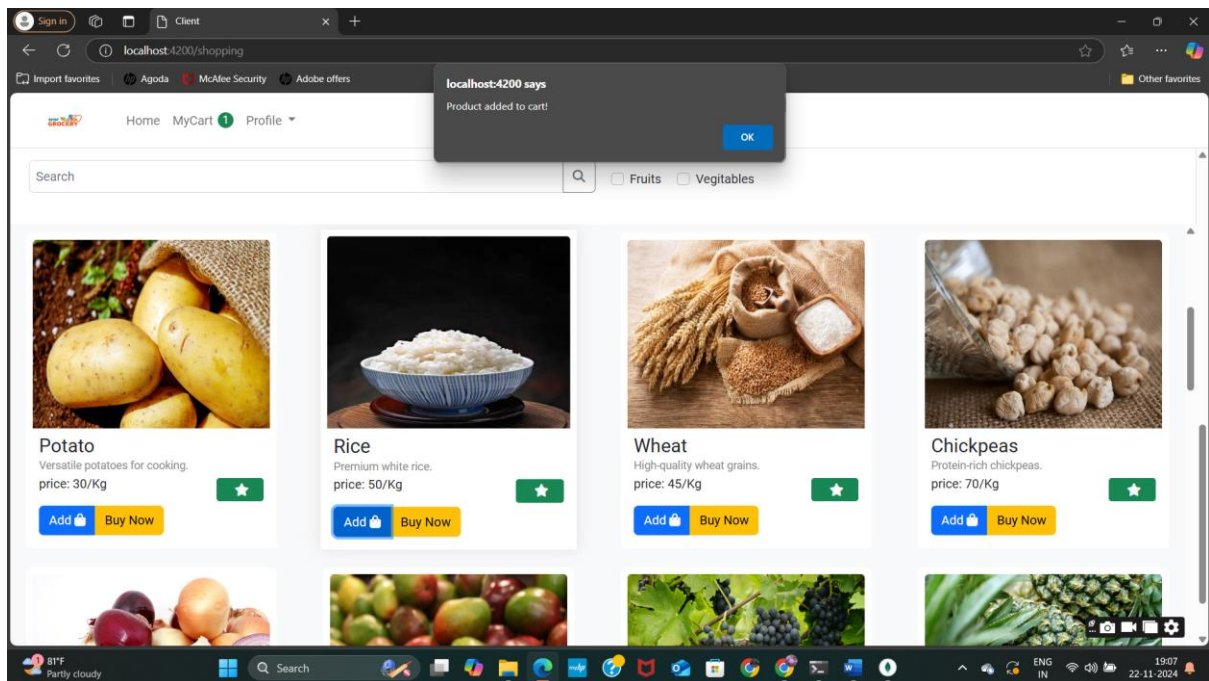 Sign in
Client
localhost:4200/shopping
Import favorites Agoda McAfee Security Adobe offers Other favorites
localhost:4200 says
Product added to cart!
OK
GROCERY Home MyCart 1 Profile
Search Fruits Vegitables
Potato Rice Wheat Chickpeas
Versatile potatoes for cooking. Premium white rice. High-quality wheat grains. Protein-rich chickpeas.
price: 30/Kg price: 50/Kg price: 45/Kg price: 70/Kg
Add Buy Now Add Buy Now Add Buy Now Add Buy Now
81°F
Partly cloudy
Search
ENG
IN
19:07
22-11-2024